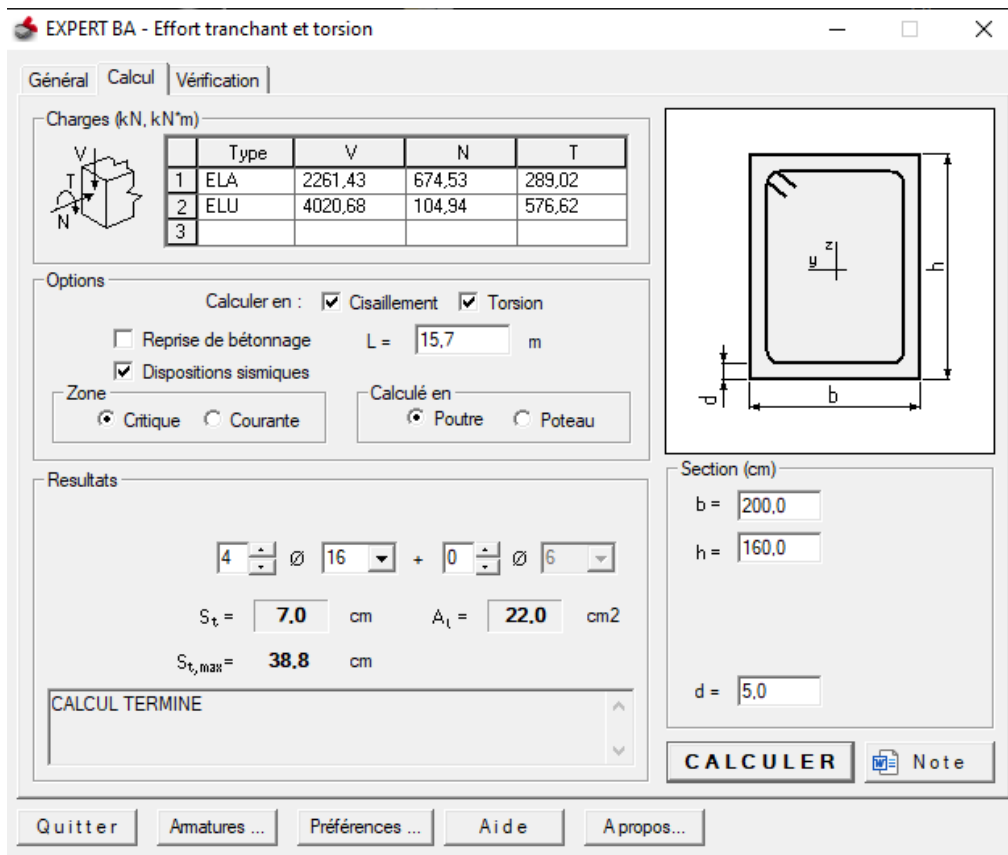 EXPERT BA - Effort tranchant et torsion
Général Calcul Vérification
Charges (kN, kN*m)
V T N
Type V N T
1 ELA 2261,43 674,53 289,02
2 ELU 4020,68 104,94 576,62
3
Options
Calculer en : Cisaillement Torsion
Reprise de bétonnage L = 15,7 m
Dispositions sismiques
Zone
Critique Courante
Calculé en
Poutre Poteau
Resultats
4 Ø 16 + 0 Ø 6
St = 7,0 cm Al = 22,0 cm2
St,max= 38,8 cm
CALCUL TERMINE
z
y
h
d
b
Section (cm)
b = 200,0
h = 160,0
d = 5,0
CALCULER Note
Quitter Armatures ... Préférences ... Aide A propos...